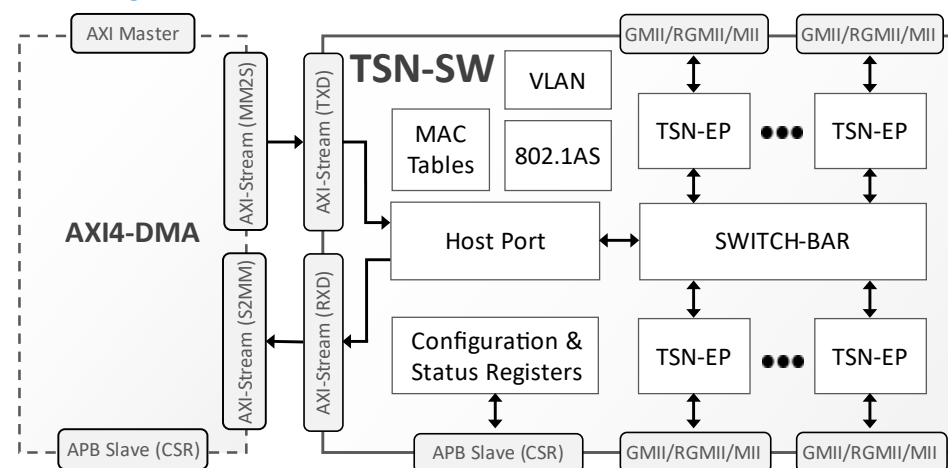 AXI Master
GMII/RGMII/MII
GMII/RGMII/MII
TSN-SW
VLAN
AXI-Stream (MM2S)
AXI-Stream (TXD)
MAC
Tables
802.1AS
TSN-EP
TSN-EP
AXI4-DMA
Host Port
SWITCH-BAR
AXI-Stream (S2MM)
AXI-Stream (RXD)
Configuration &
Status Registers
TSN-EP
TSN-EP
APB Slave (CSR)
APB Slave (CSR)
GMII/RGMII/MII
GMII/RGMII/MII